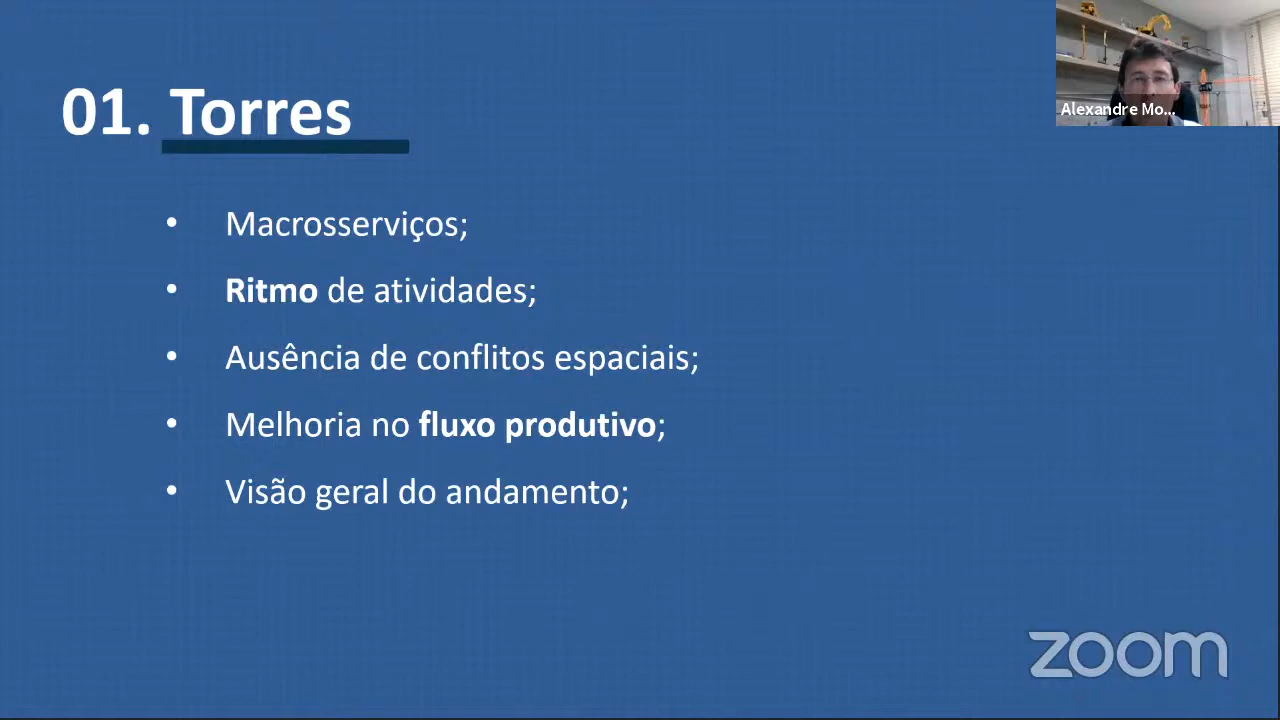 Alexandre Mo...
01. Torres
• Macrosserviços;
• Ritmo de atividades;
• Ausência de conflitos espaciais;
• Melhoria no fluxo produtivo;
• Visão geral do andamento;
zoom